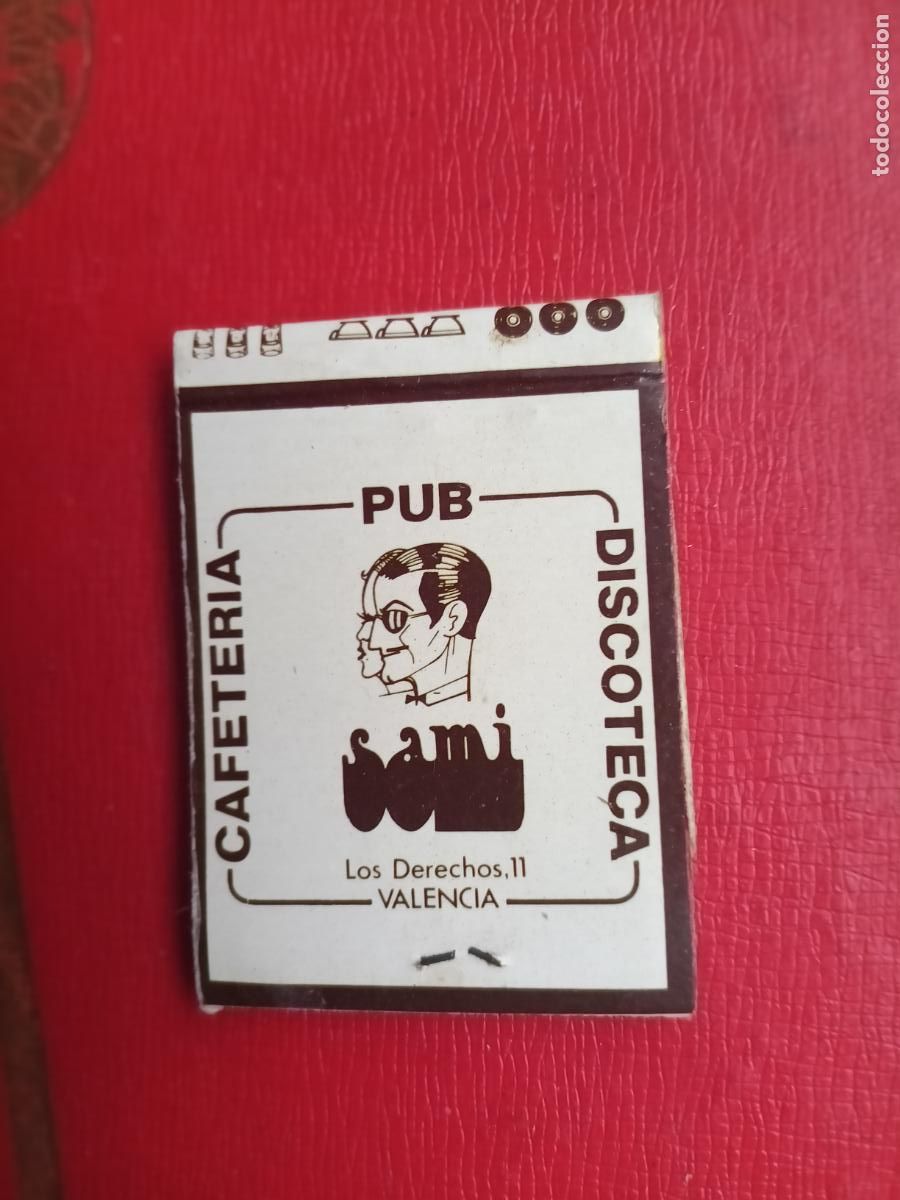 PUB
CAFETERIA
DISCOTECA
sami
Los Derechos, 11
VALENCIA
todocoleccion